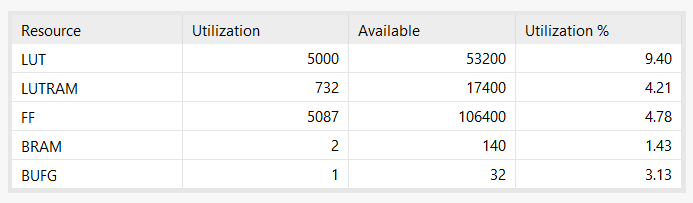 Resource Utilization Available Utilization %
LUT 5000 53200 9.40
LUTRAM 732 17400 4.21
FF 5087 106400 4.78
BRAM 2 140 1.43
BUFG 1 32 3.13